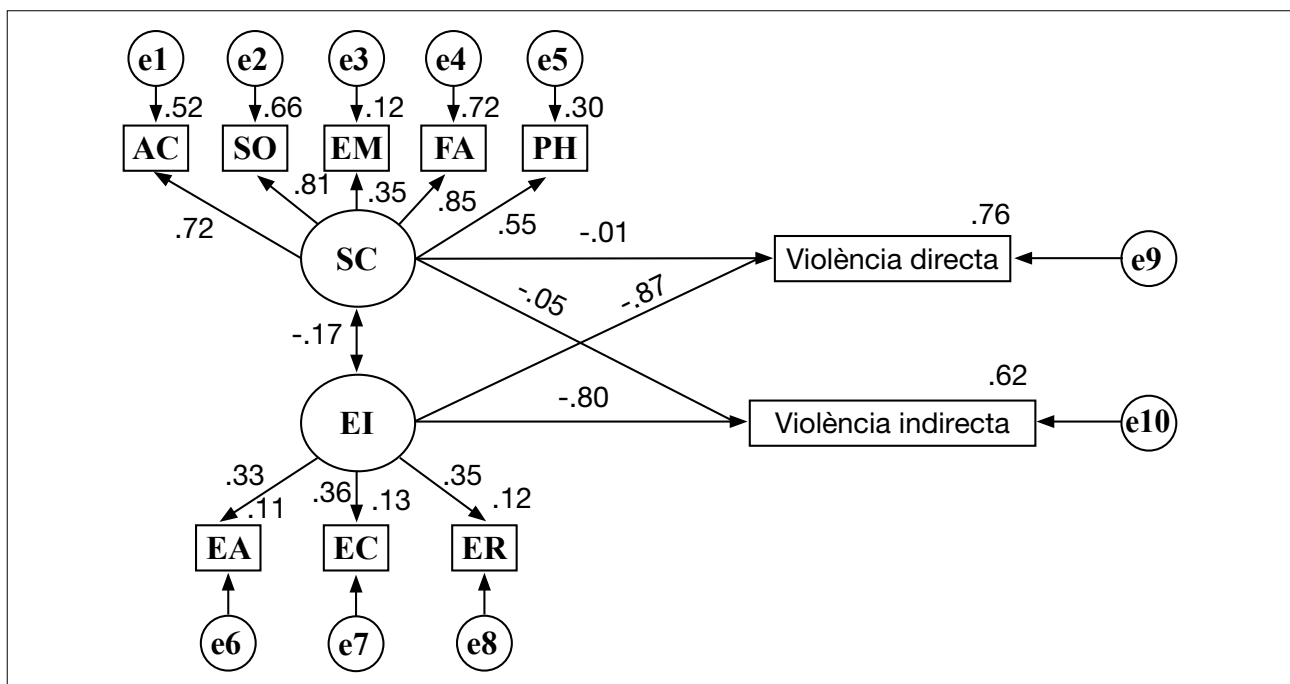 e1 e2 e3 e4 e5
.52 .66 .12 .72 .30
AC SO EM FA PH
.72 .81 .35 .85 .55
SC
-.01
.76
Violència directa
e9
-.05
-.87
-.17
EI
-.80
.62
Violència indirecta
e10
.33 .36 .35
.11 .13 .12
EA EC ER
e6 e7 e8